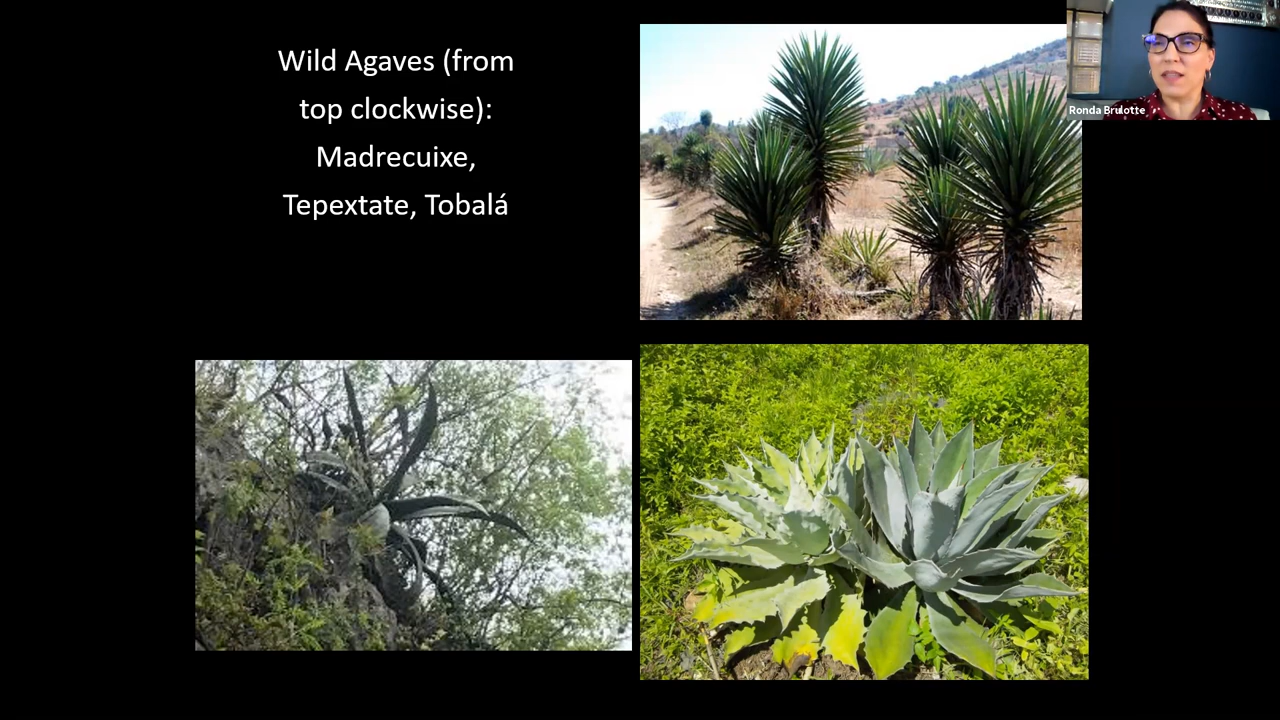 Wild Agaves (from
top clockwise):
Madrecuixe,
Tepextate, Tobalá
Ronda Brulotte